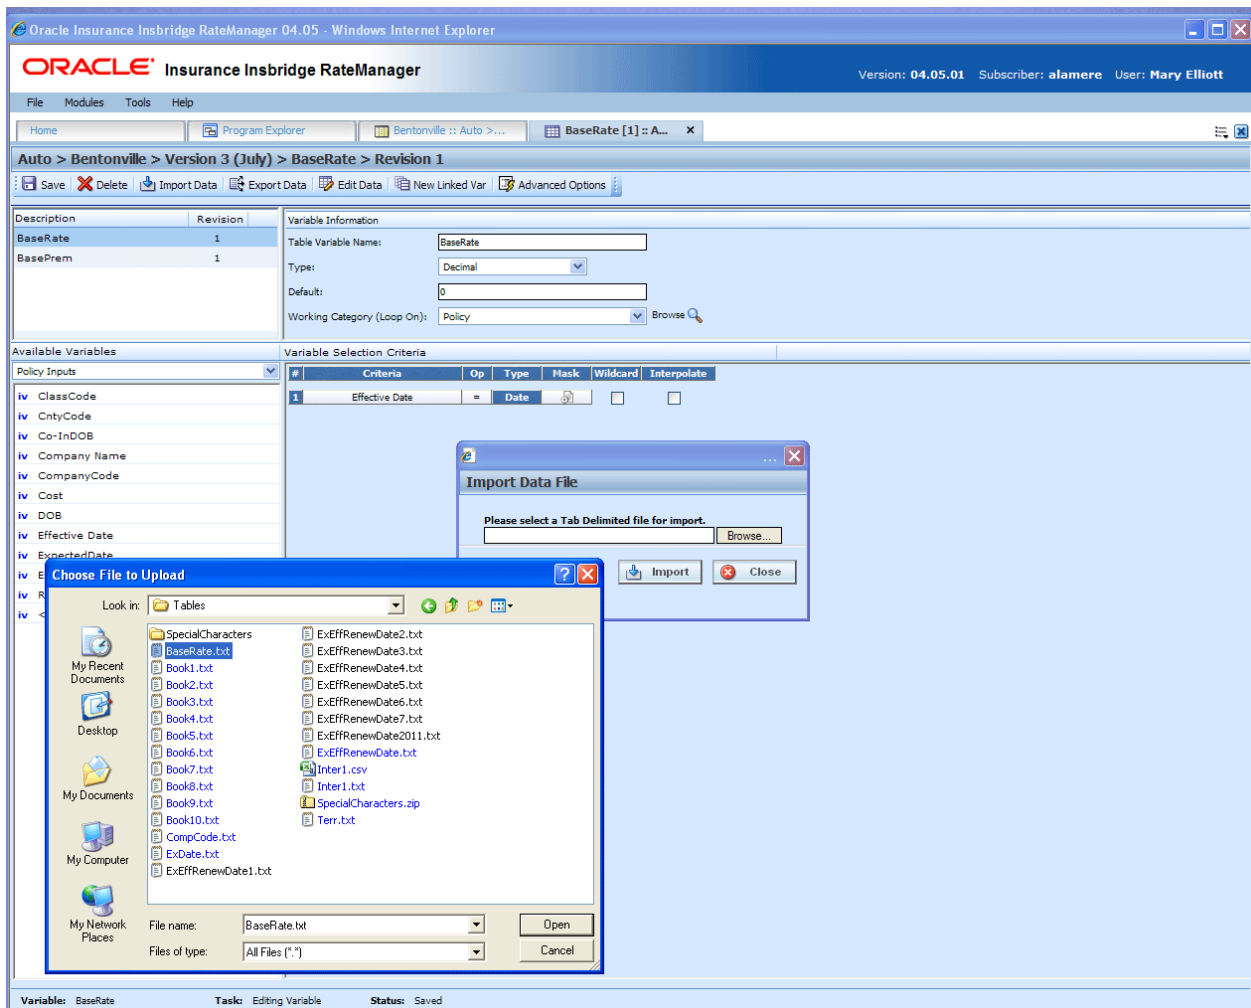 Oracle Insurance Insbridge RateManager 04.05 - Windows Internet Explorer
ORACLE Insurance Insbridge RateManager
Version: 04.05.01 Subscriber: alamere User: Mary Elliott
File Modules Tools Help
Home Program Explorer Bentonville :: Auto >... BaseRate [1] :: A... X
Auto > Bentonville > Version 3 (July) > BaseRate > Revision 1
Save Delete Import Data Export Data Edit Data New Linked Var Advanced Options
Description Revision
BaseRate 1
BasePrem 1
Variable Information
Table Variable Name: BaseRate
Type: Decimal
Default: 0
Working Category (Loop On): Policy Browse
Available Variables
Policy Inputs
iv ClassCode
iv CntyCode
iv Co-InDOB
iv Company Name
iv CompanyCode
iv Cost
iv DOB
iv Effective Date
iv ExpectedDate
iv E
iv R
iv <
Variable Selection Criteria
# Criteria Op Type Mask Wildcard Interpolate
1 Effective Date = Date
...
Import Data File
Please select a Tab Delimited file for import.
Browse...
Import Close
Choose File to Upload
Look in: Tables
My Recent Documents
Desktop
My Documents
My Computer
My Network Places
SpecialCharacters
BaseRate.txt
Book1.txt
Book2.txt
Book3.txt
Book4.txt
Book5.txt
Book6.txt
Book7.txt
Book8.txt
Book9.txt
Book10.txt
CompCode.txt
ExDate.txt
ExEffRenewDate1.txt
ExEffRenewDate2.txt
ExEffRenewDate3.txt
ExEffRenewDate4.txt
ExEffRenewDate5.txt
ExEffRenewDate6.txt
ExEffRenewDate7.txt
ExEffRenewDate2011.txt
ExEffRenewDate.txt
Inter1.csv
Inter1.txt
SpecialCharacters.zip
Terr.txt
File name: BaseRate.txt Open
Files of type: All Files (*.*) Cancel
Variable: BaseRate Task: Editing Variable Status: Saved